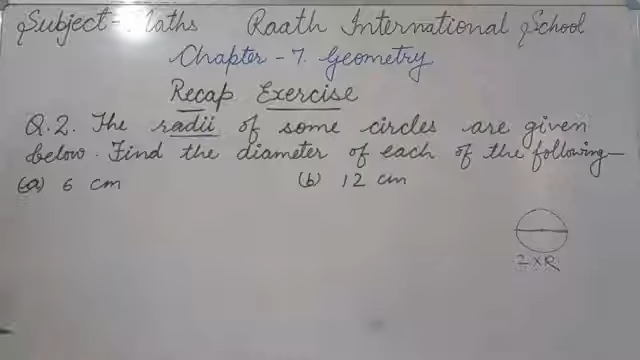 Subject- Maths Raath International School
Chapter - 7. Geometry
Recap Exercise
Q.2. The radii of some circles are given
below. Find the diameter of each of the following—
(a) 6 cm (b) 12 cm
2×R